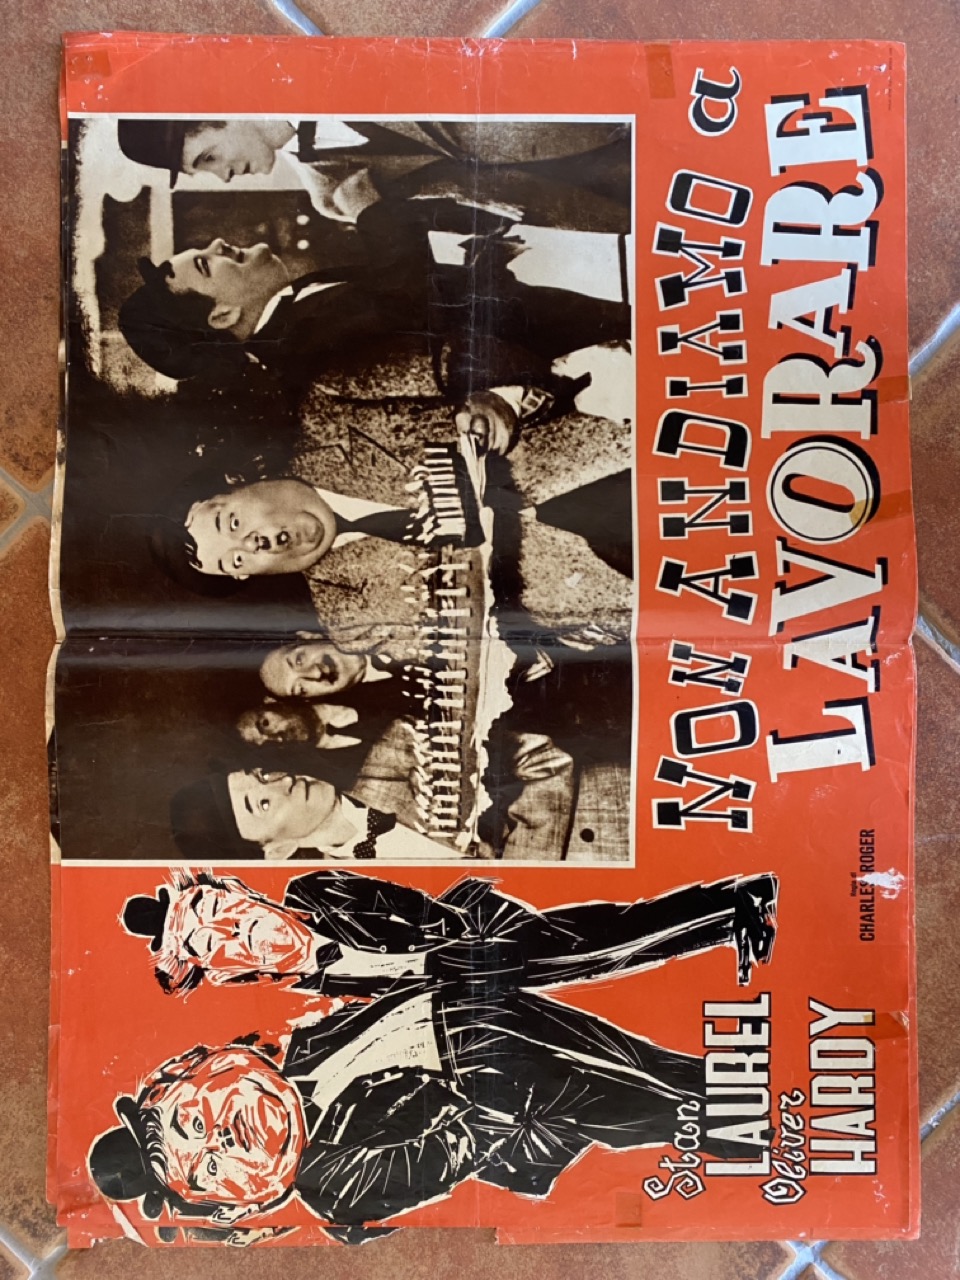 Stan
LAUREL
Oliver
HARDY
Regia di
CHARLES ROGER
NON ANDIAMO a
LAVORARE